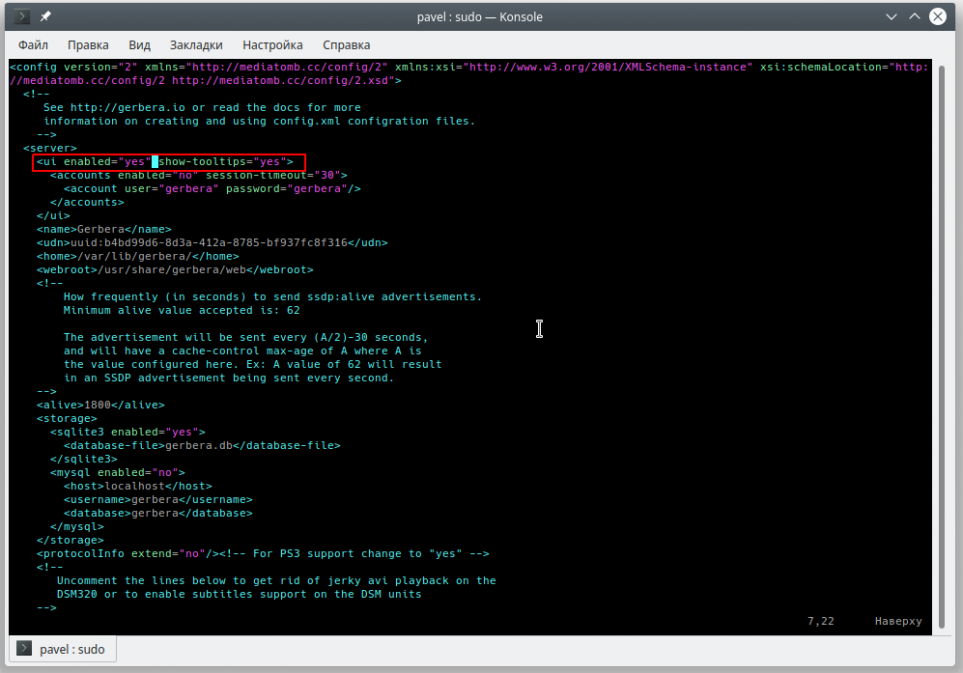 pavel : sudo — Konsole
Файл Правка Вид Закладки Настройка Справка
<config version="2" xmlns="http://mediatomb.cc/config/2" xmlns:xsi="http://www.w3.org/2001/XMLSchema-instance" xsi:schemaLocation="http:
//mediatomb.cc/config/2 http://mediatomb.cc/config/2.xsd">
<!--
See http://gerbera.io or read the docs for more
information on creating and using config.xml configration files.
-->
<server>
<ui enabled="yes" show-tooltips="yes">
<accounts enabled="no" session-timeout="30">
<account user="gerbera" password="gerbera"/>
</accounts>
</ui>
<name>Gerbera</name>
<udn>uuid:b4bd99d6-8d3a-412a-8785-bf937fc8f316</udn>
<home>/var/lib/gerbera/</home>
<webroot>/usr/share/gerbera/web</webroot>
<!--
How frequently (in seconds) to send ssdp:alive advertisements.
Minimum alive value accepted is: 62
The advertisement will be sent every (A/2)-30 seconds,
and will have a cache-control max-age of A where A is
the value configured here. Ex: A value of 62 will result
in an SSDP advertisement being sent every second.
-->
<alive>1800</alive>
<storage>
<sqlite3 enabled="yes">
<database-file>gerbera.db</database-file>
</sqlite3>
<mysql enabled="no">
<host>localhost</host>
<username>gerbera</username>
<database>gerbera</database>
</mysql>
</storage>
<protocolInfo extend="no"/><!-- For PS3 support change to "yes" -->
<!--
Uncomment the lines below to get rid of jerky avi playback on the
DSM320 or to enable subtitles support on the DSM units
-->
7,22 Наверху
pavel : sudo